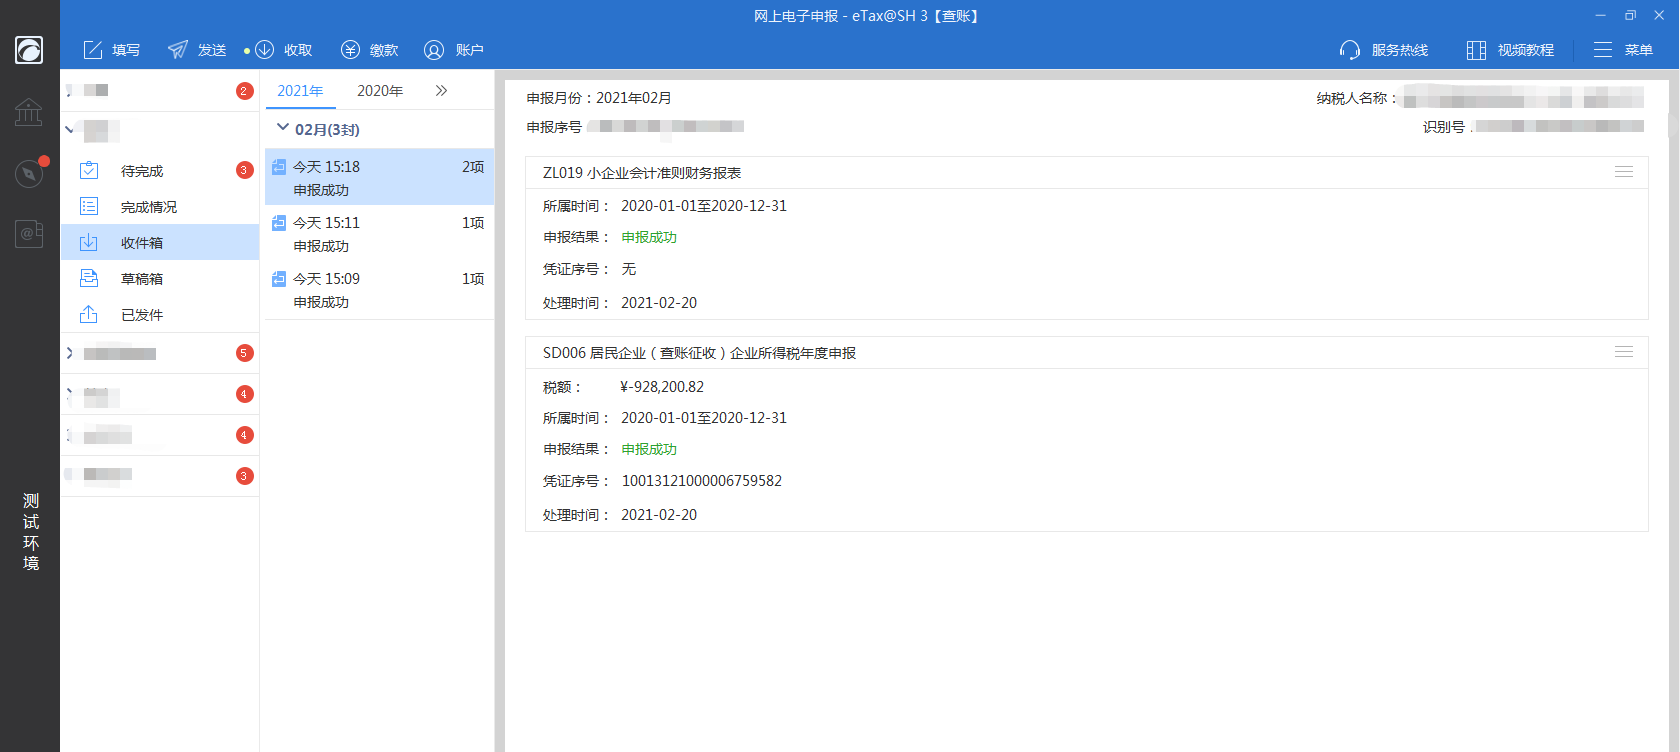 网上电子申报 - eTax@SH 3【查账】
填写 发送 收取 缴款 账户 服务热线 视频教程 菜单
2
待完成 3
完成情况
收件箱
草稿箱
已发件
5
4
4
3
测试环境
2021年 2020年
02月(3封)
今天 15:18 2项
申报成功
今天 15:11 1项
申报成功
今天 15:09 1项
申报成功
申报月份：2021年02月 纳税人名称：
申报序号 识别号
ZL019 小企业会计准则财务报表
所属时间： 2020-01-01至2020-12-31
申报结果： 申报成功
凭证序号： 无
处理时间： 2021-02-20
SD006 居民企业（查账征收）企业所得税年度申报
税额： ¥-928,200.82
所属时间： 2020-01-01至2020-12-31
申报结果： 申报成功
凭证序号： 10013121000006759582
处理时间： 2021-02-20